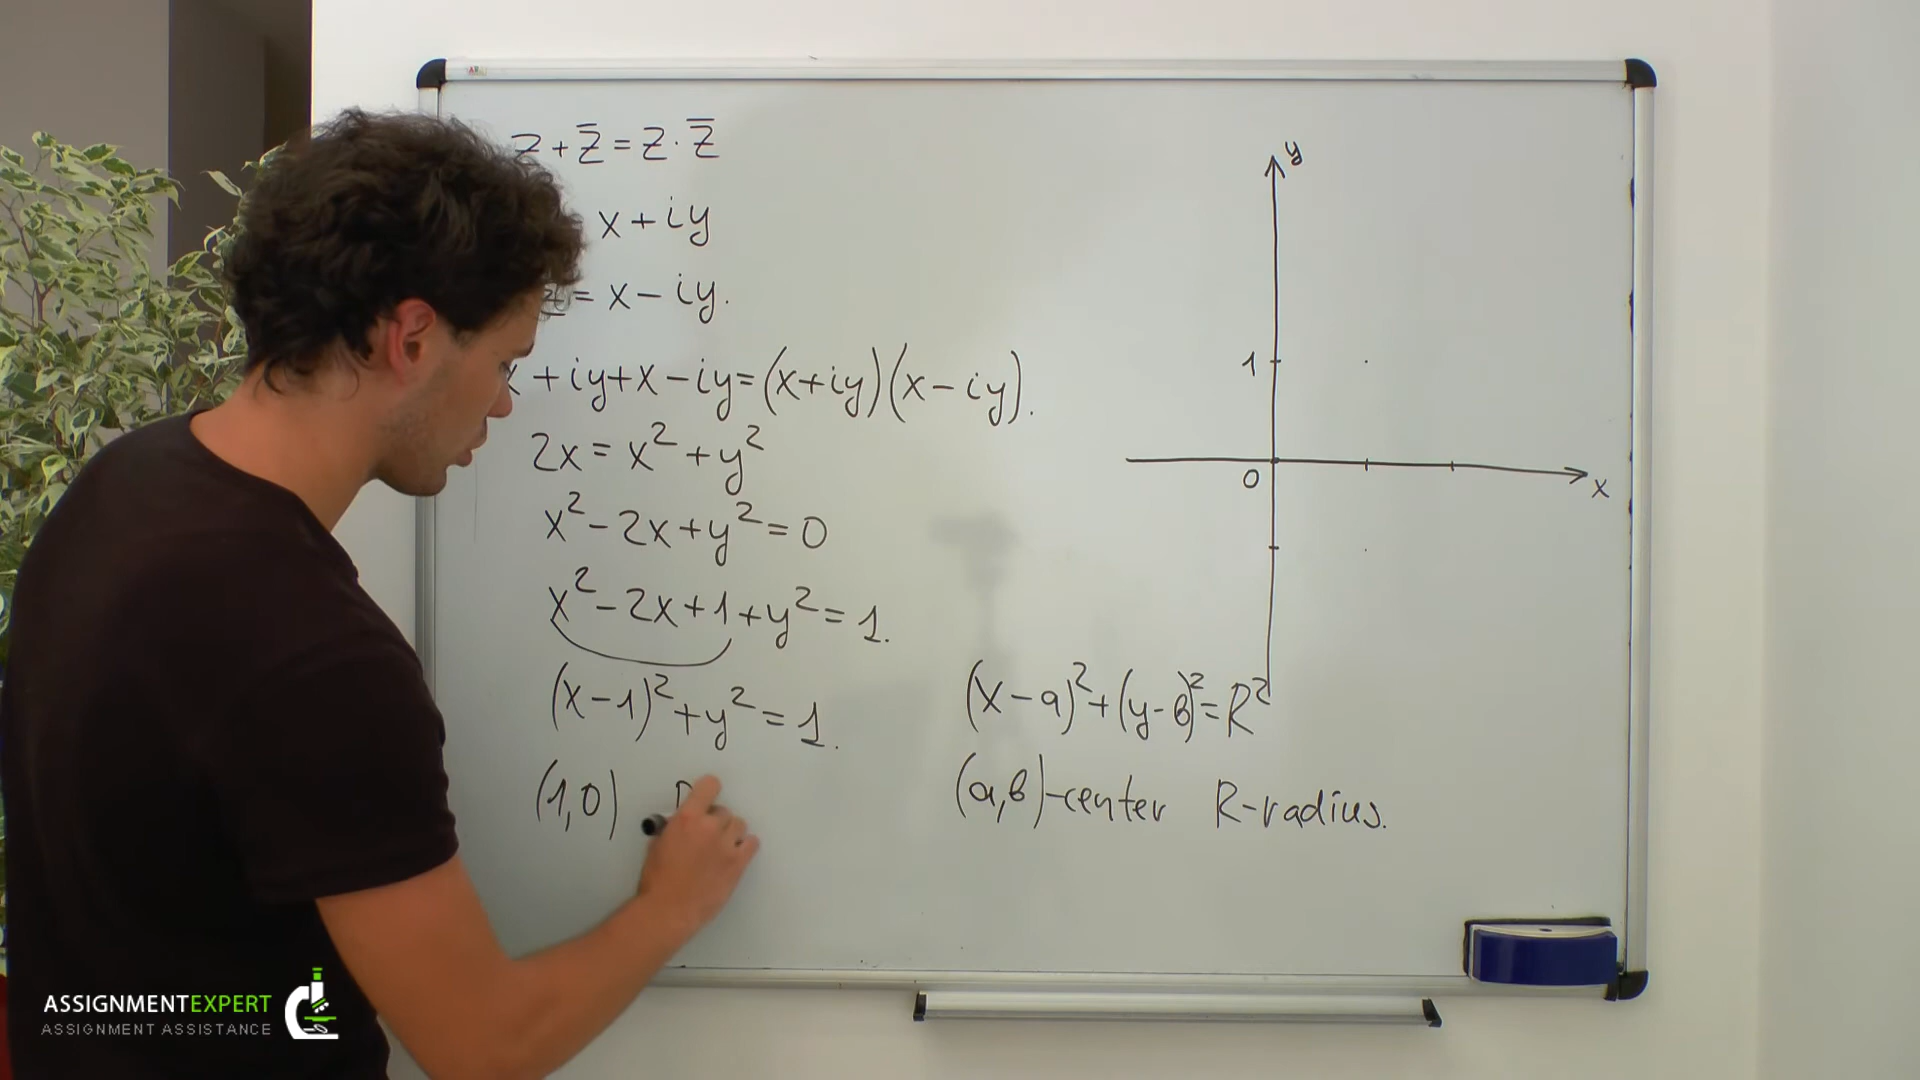 z + z̅ = z · z̅
x + iy
z̅ = x - iy.
x + iy + x - iy = (x + iy)(x - iy).
2x = x² + y²
x² - 2x + y² = 0
x² - 2x + 1 + y² = 1.
(x - 1)² + y² = 1.
(1,0)
y
1
0
x
(x - a)² + (y - b)² = R²
(a,b) - center R - radius.
ASSIGNMENTEXPERT
ASSIGNMENT ASSISTANCE